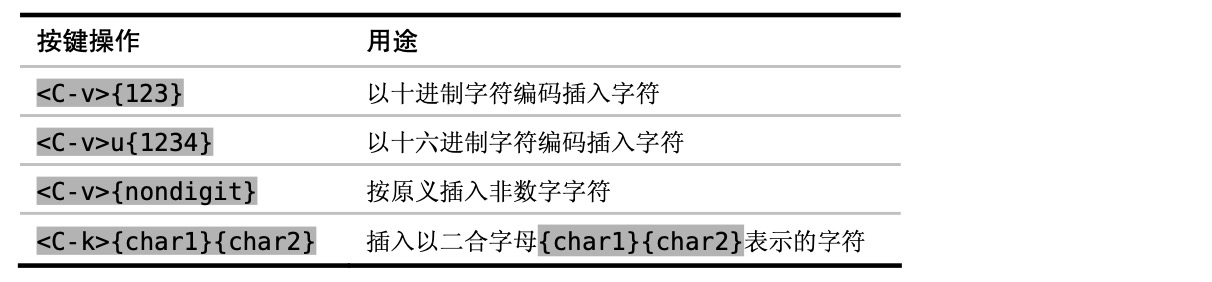 按键操作 用途
<C-v>{123} 以十进制字符编码插入字符
<C-v>u{1234} 以十六进制字符编码插入字符
<C-v>{nondigit} 按原义插入非数字字符
<C-k>{char1}{char2} 插入以二合字母{char1}{char2}表示的字符